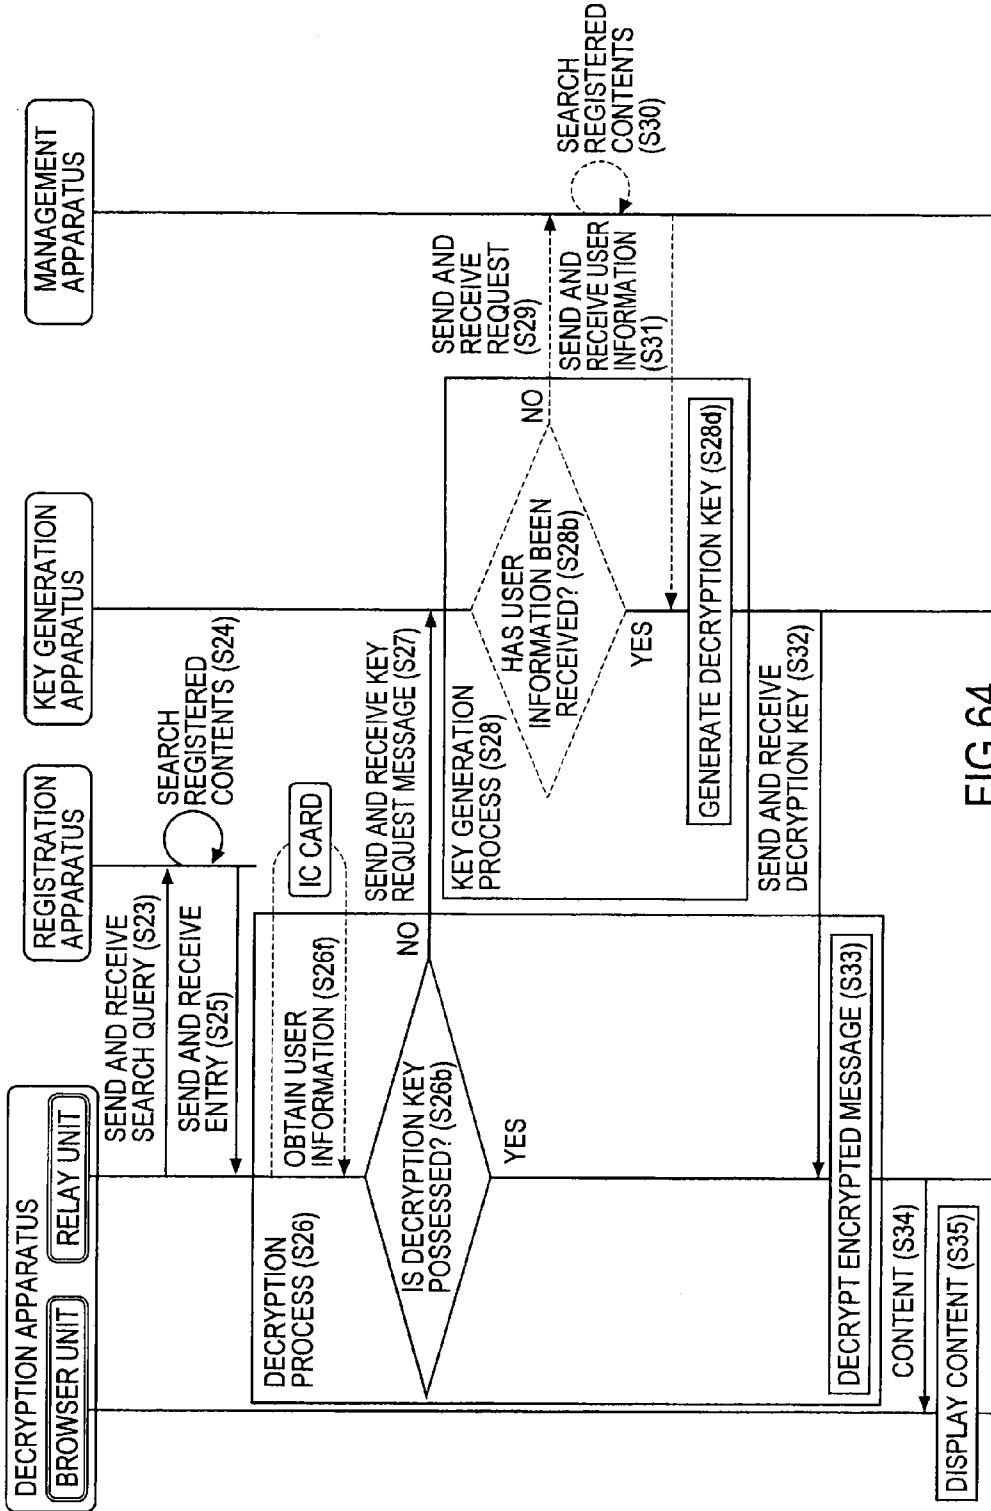 DECRYPTION APPARATUS
BROWSER UNIT
RELAY UNIT
REGISTRATION
APPARATUS
KEY GENERATION
APPARATUS
MANAGEMENT
APPARATUS
SEND AND RECEIVE
SEARCH QUERY (S23)
SEARCH
REGISTERED
CONTENTS (S24)
SEND AND RECEIVE
ENTRY (S25)
DECRYPTION
PROCESS (S26)
OBTAIN USER
INFORMATION (S26f)
IC CARD
IS DECRYPTION KEY
POSSESSED? (S26b)
NO
YES
SEND AND RECEIVE KEY
REQUEST MESSAGE (S27)
KEY GENERATION
PROCESS (S28)
HAS USER
INFORMATION BEEN
RECEIVED? (S28b)
NO
YES
SEND AND
RECEIVE
REQUEST
(S29)
SEARCH
REGISTERED
CONTENTS
(S30)
SEND AND
RECEIVE USER
INFORMATION
(S31)
GENERATE DECRYPTION KEY (S28d)
SEND AND RECEIVE
DECRYPTION KEY (S32)
DECRYPT ENCRYPTED MESSAGE (S33)
CONTENT (S34)
DISPLAY CONTENT (S35)
FIG.64